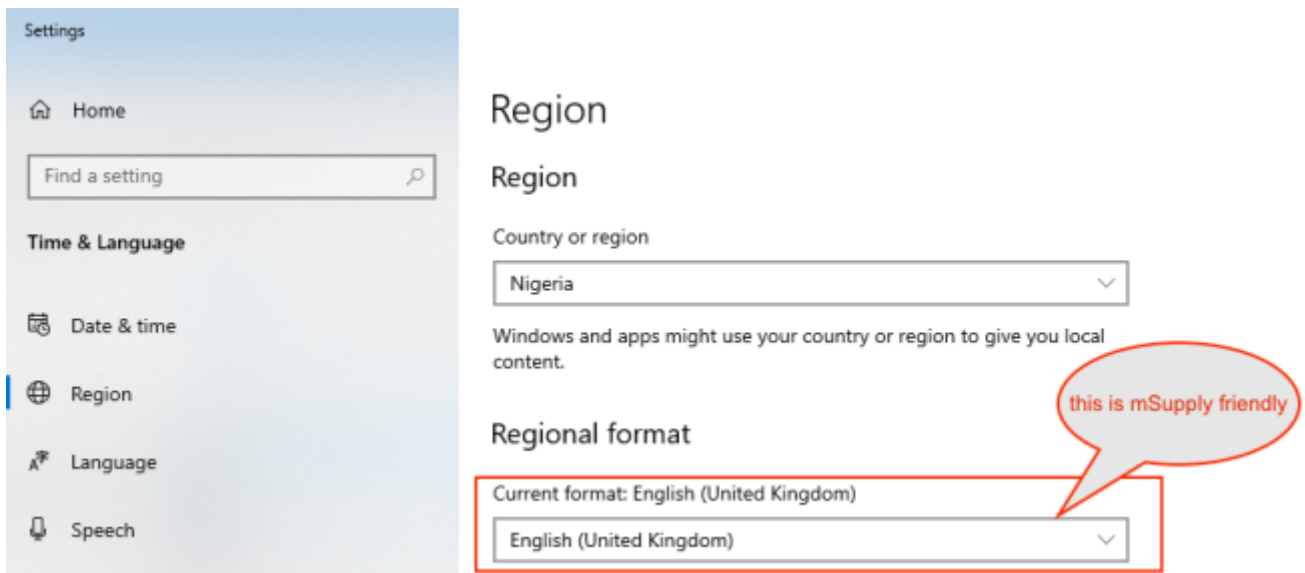 Settings
Home
Find a setting
Time & Language
Date & time
Region
Language
Speech
Region
Region
Country or region
Nigeria
Windows and apps might use your country or region to give you local
content.
this is mSupply friendly
Regional format
Current format: English (United Kingdom)
English (United Kingdom)